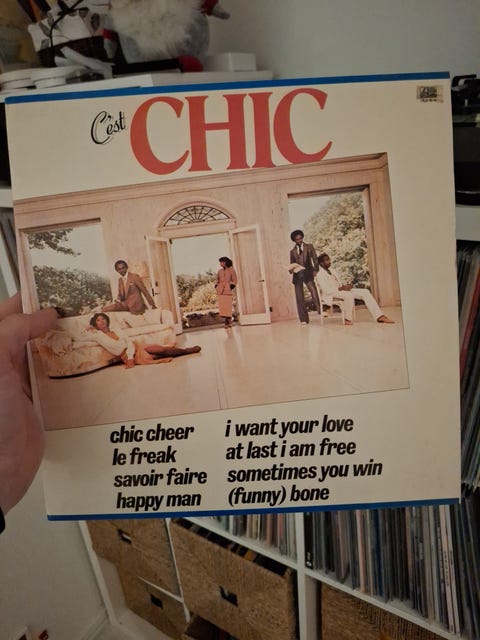 C'est
CHIC
chic cheer
le freak
savoir faire
happy man
i want your love
at last i am free
sometimes you win
(funny) bone